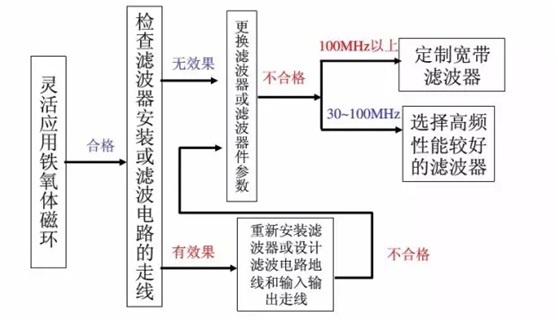 灵活应用铁氧体磁环
合格
检查滤波器安装或滤波电路的走线
无效果
有效果
更换滤波器或滤波器件参数
不合格
100MHz以上
定制宽带
滤波器
30~100MHz
选择高频
性能较好
的滤波器
重新安装滤
波器或设计
滤波电路地
线和输入输
出走线
不合格